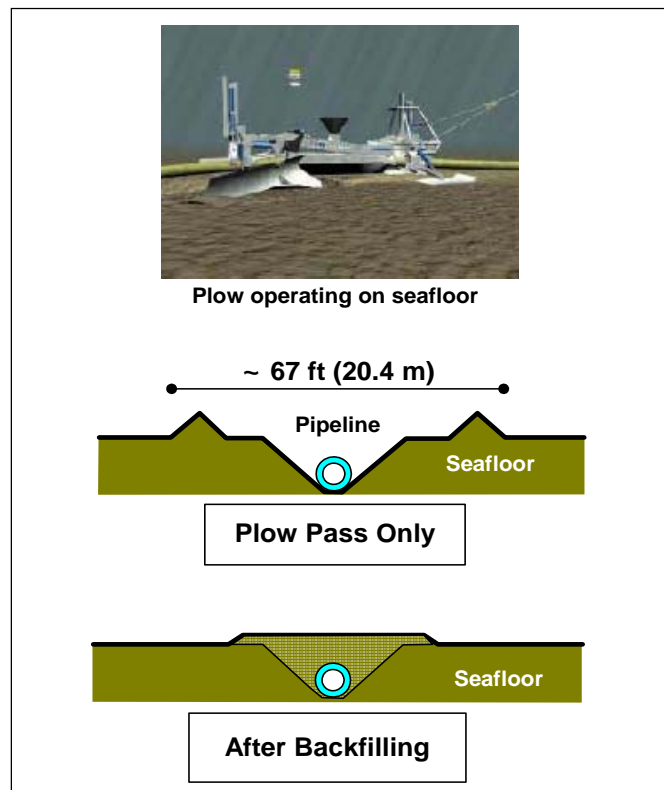 Plow operating on seafloor
~ 67 ft (20.4 m)
Pipeline
Seafloor
Plow Pass Only
Seafloor
After Backfilling